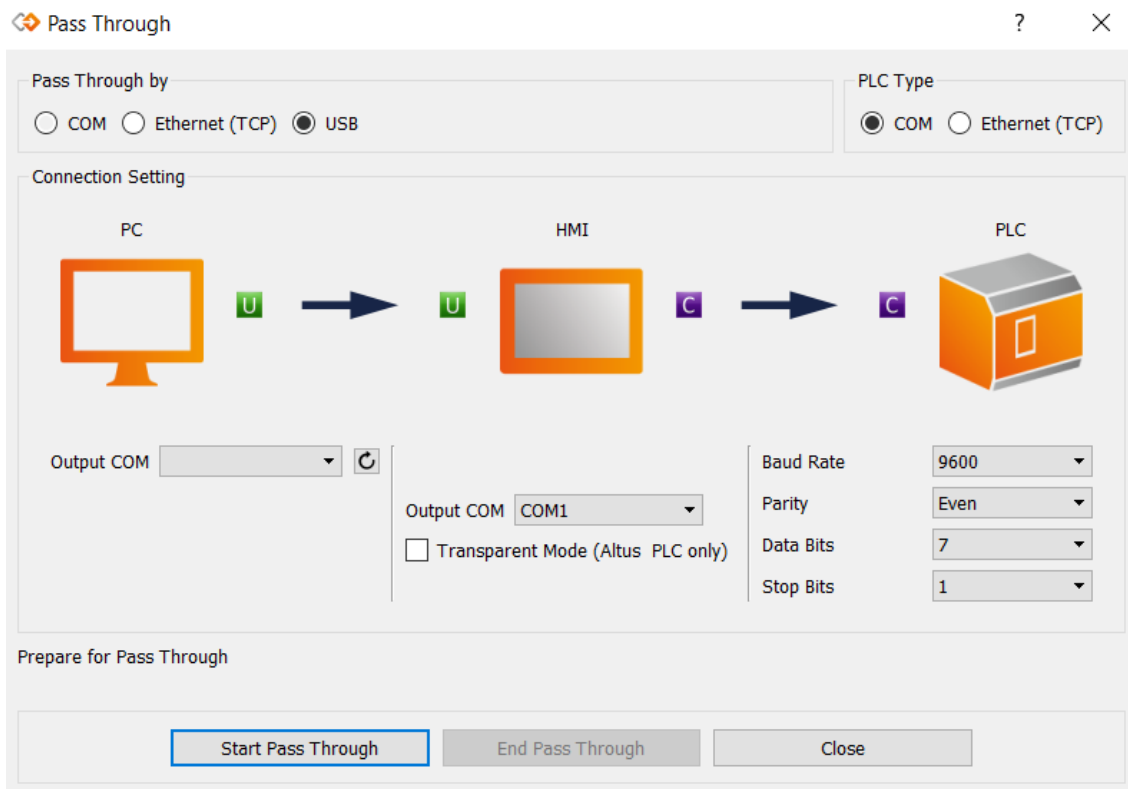 Pass Through
?
Pass Through by
PLC Type
COM Ethernet (TCP) USB
COM Ethernet (TCP)
Connection Setting
PC
HMI
PLC
U
U
C
C
Output COM
Output COM COM1
Transparent Mode (Altus PLC only)
Baud Rate 9600
Parity Even
Data Bits 7
Stop Bits 1
Prepare for Pass Through
Start Pass Through
End Pass Through
Close